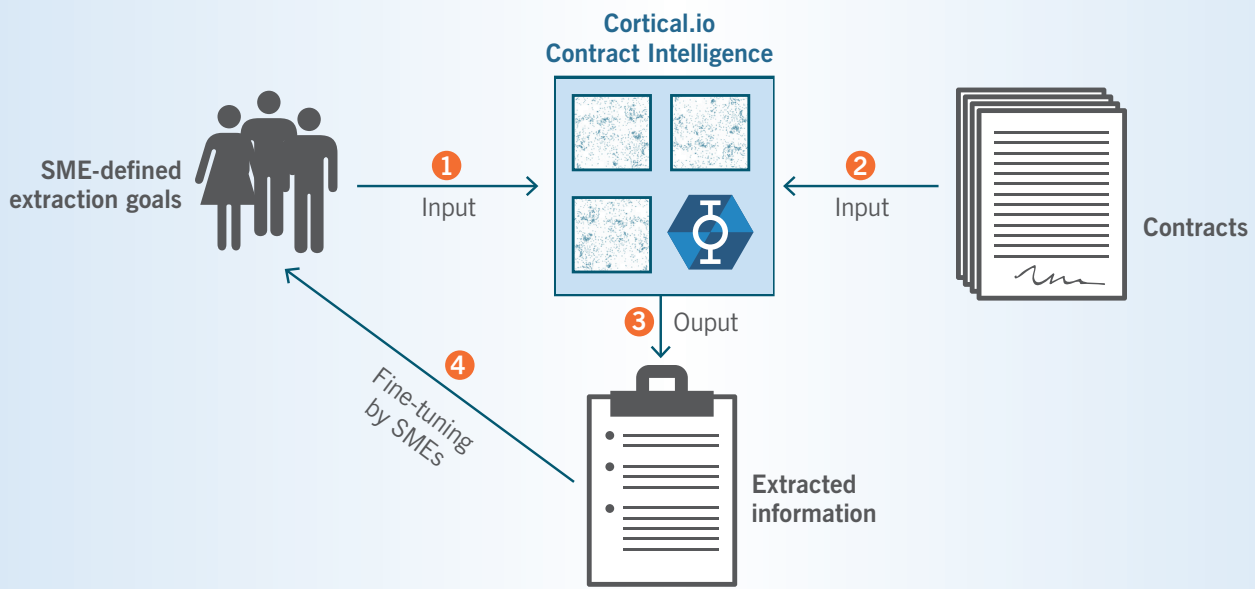 Cortical.io
Contract Intelligence
SME-defined
extraction goals
1
Input
2
Input
Contracts
3
Ouput
4
Fine-tuning
by SMEs
Extracted
information